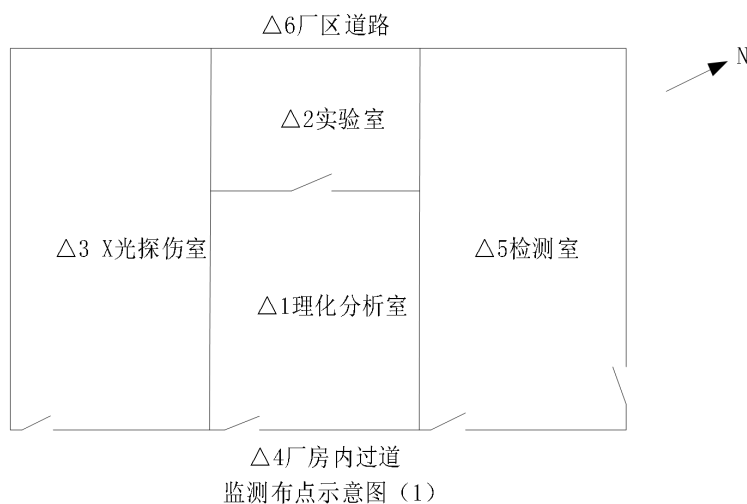 △6厂区道路
N
△2实验室
△3 X光探伤室
△5检测室
△1理化分析室
△4厂房内过道
监测布点示意图（1）